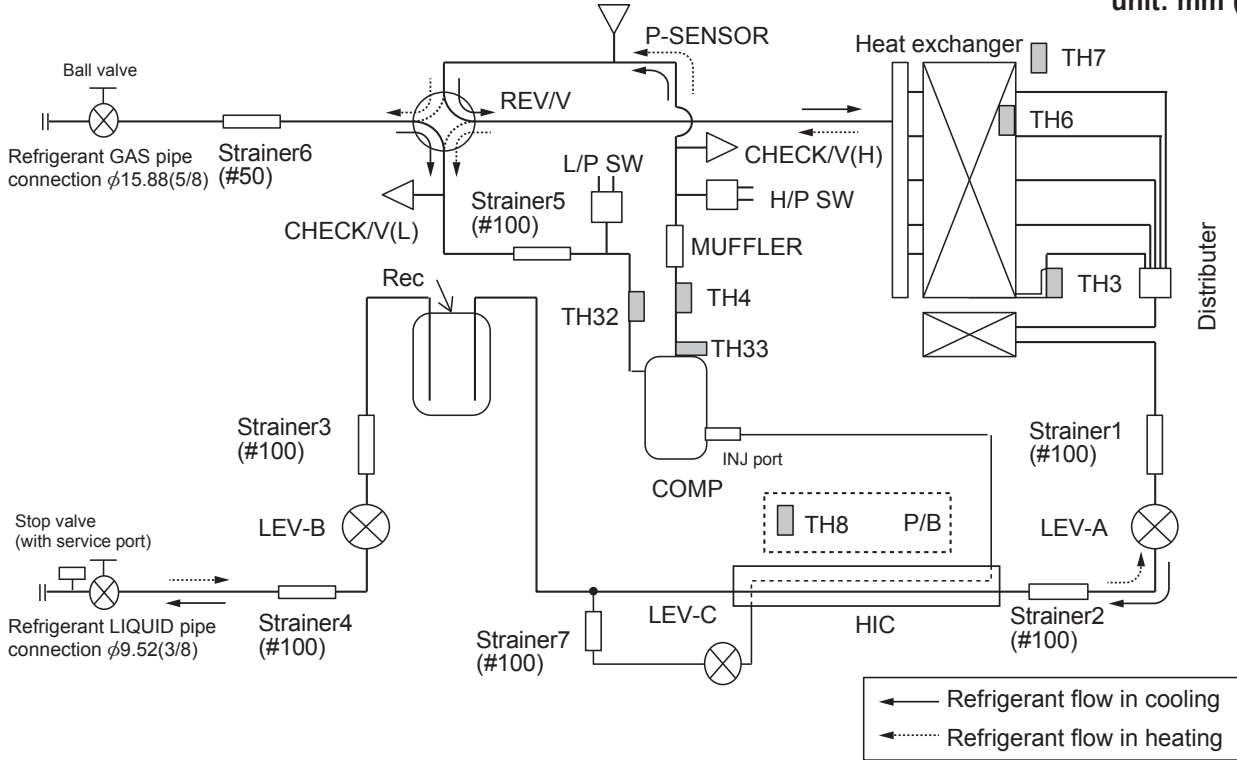 unit: mm (
P-SENSOR
Heat exchanger
TH7
Ball valve
REV/V
TH6
Refrigerant GAS pipe
connection ϕ15.88(5/8)
Strainer6
(#50)
L/P SW
CHECK/V(H)
Strainer5
(#100)
H/P SW
CHECK/V(L)
MUFFLER
Rec
TH4
TH3
Distributer
TH32
TH33
Strainer3
(#100)
Strainer1
(#100)
INJ port
COMP
Stop valve
(with service port)
LEV-B
TH8
P/B
LEV-A
Refrigerant LIQUID pipe
connection ϕ9.52(3/8)
Strainer4
(#100)
Strainer7
(#100)
LEV-C
HIC
Strainer2
(#100)
Refrigerant flow in cooling
Refrigerant flow in heating